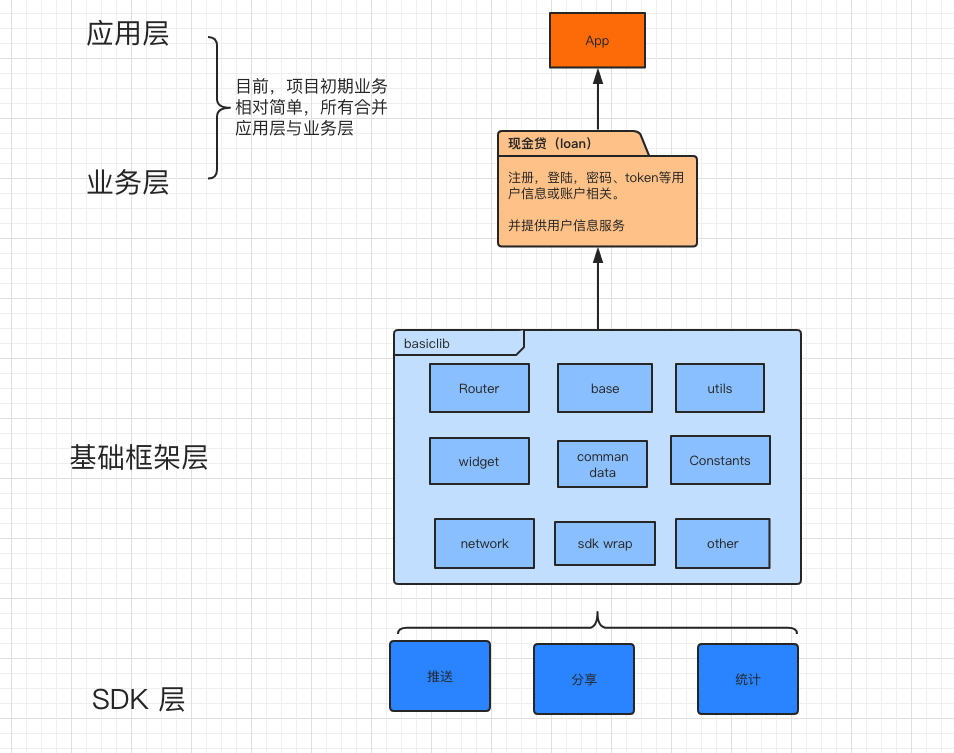 应用层
App
目前，项目初期业务
相对简单，所有合并
应用层与业务层
现金贷（loan）
业务层
注册，登陆，密码、token等用
户信息或账户相关。
并提供用户信息服务
basiclib
Router
base
utils
基础框架层
widget
comman
data
Constants
network
sdk wrap
other
SDK 层
推送
分享
统计